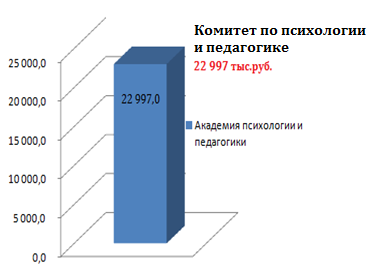 Комитет по психологии
и педагогике
22 997 тыс.руб.
25 000,0
20 000,0
15 000,0
10 000,0
5 000,0
0,0
22 997,0
Академия психологии и
педагогики